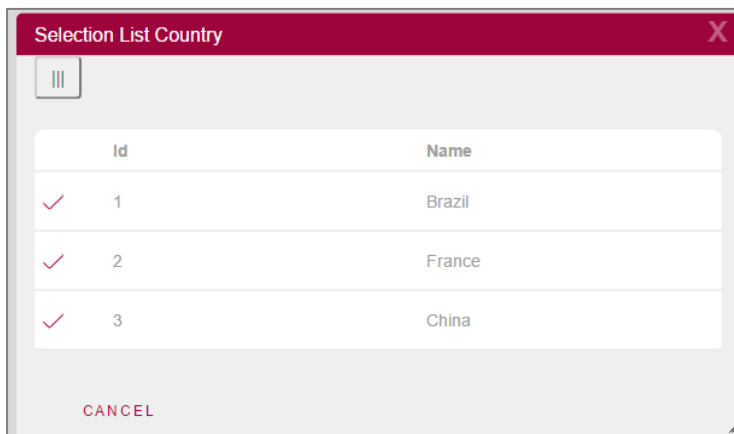 Selection List Country X
|||
Id Name
1 Brazil
2 France
3 China
CANCEL